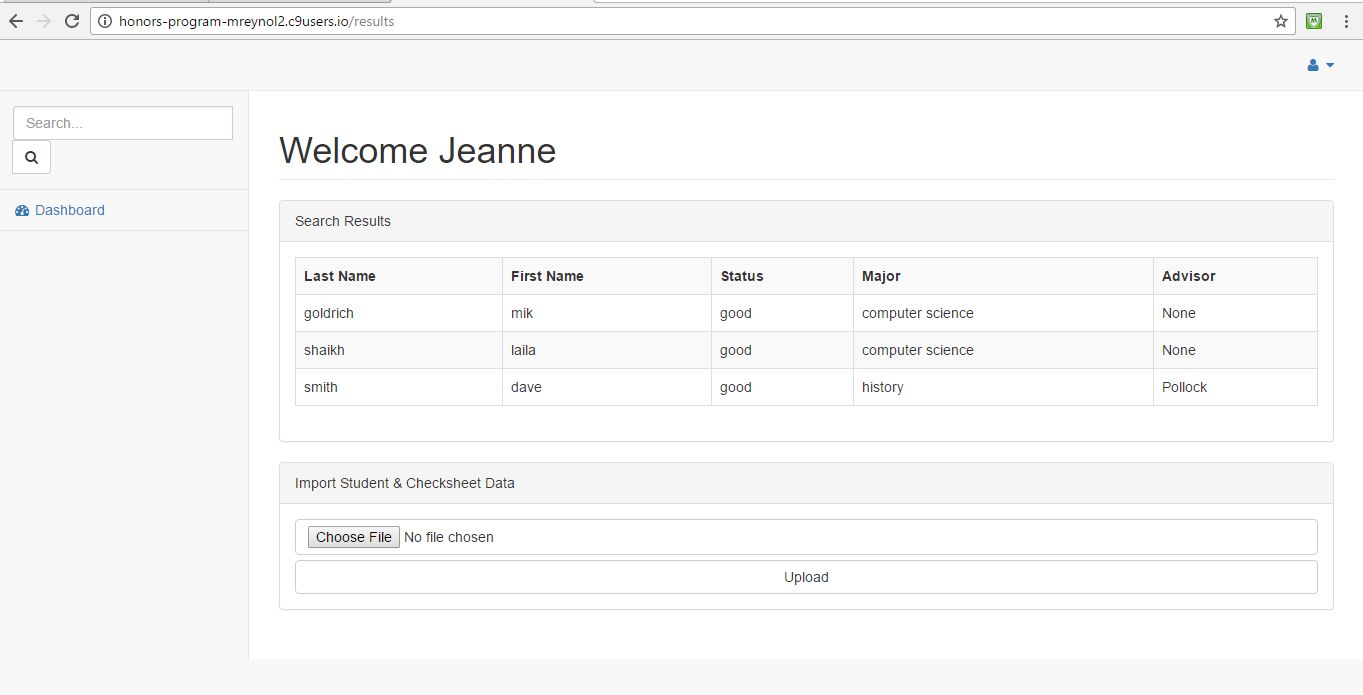 honors-program-mreynol2.c9users.io/results
Search...
Dashboard
Welcome Jeanne
Search Results
Last Name First Name Status Major Advisor
goldrich mik good computer science None
shaikh laila good computer science None
smith dave good history Pollock
Import Student & Checksheet Data
Choose File No file chosen
Upload